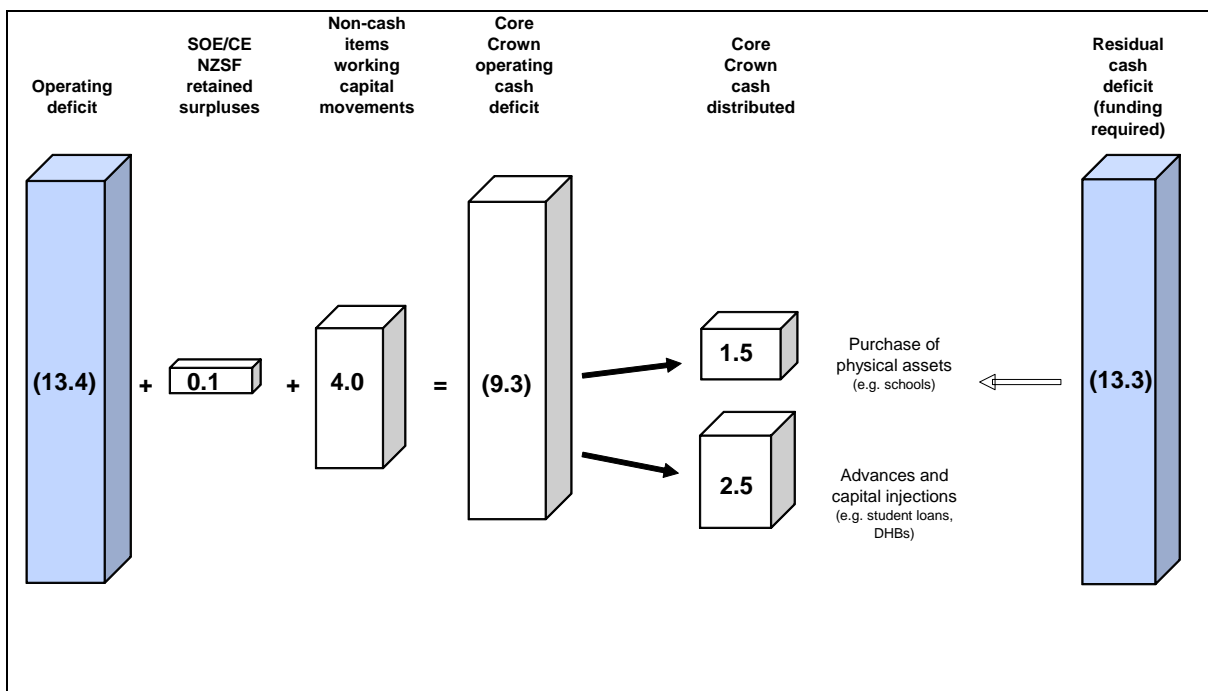 Operating
deficit
SOE/CE
NZSF
retained
surpluses
Non-cash
items
working
capital
movements
Core
Crown
operating
cash
deficit
Core
Crown
cash
distributed
Residual
cash
deficit
(funding
required)
(13.4)
+
0.1
+
4.0
=
(9.3)
1.5
Purchase of
physical assets
(e.g. schools)
2.5
Advances and
capital injections
(e.g. student loans,
DHBs)
(13.3)